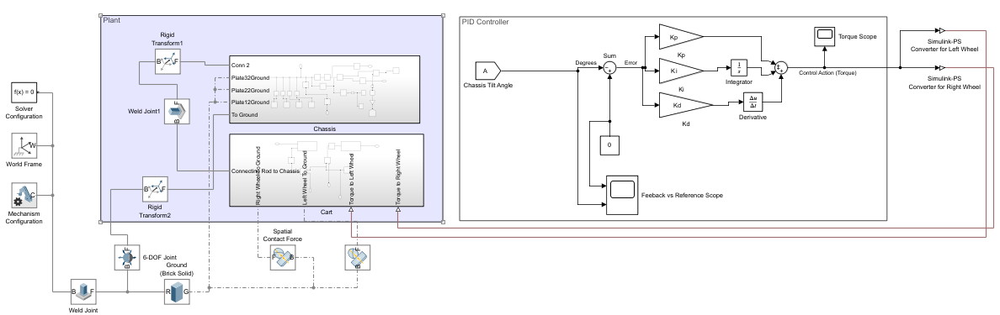 Plant
Rigid
Transform1
B
F
Conn 2
Plate32Ground
Plate22Ground
Plate12Ground
To Ground
Chassis
Weld Joint1
F
B
f(x) = 0
Solver
Configuration
W
World Frame
C
Mechanism
Configuration
Connecting Rod to Chassis
Right Wheel to Ground
Left Wheel To Ground
Torque to Left Wheel
Torque to Right Wheel
Cart
B
F
Rigid
Transform2
Spatial
Contact Force
F
B
F
B
F
B
6-DOF Joint
Ground
(Brick Solid)
R
G
B
F
Weld Joint
PID Controller
A
Chassis Tilt Angle
Degrees
Sum
Error
Kp
Kp
Ki
Ki
Kd
Kd
1
s
Integrator
Δu
Δt
Derivative
Torque Scope
Control Action (Torque)
0
Feeback vs Reference Scope
Simulink-PS
Converter for Left Wheel
Simulink-PS
Converter for Right Wheel